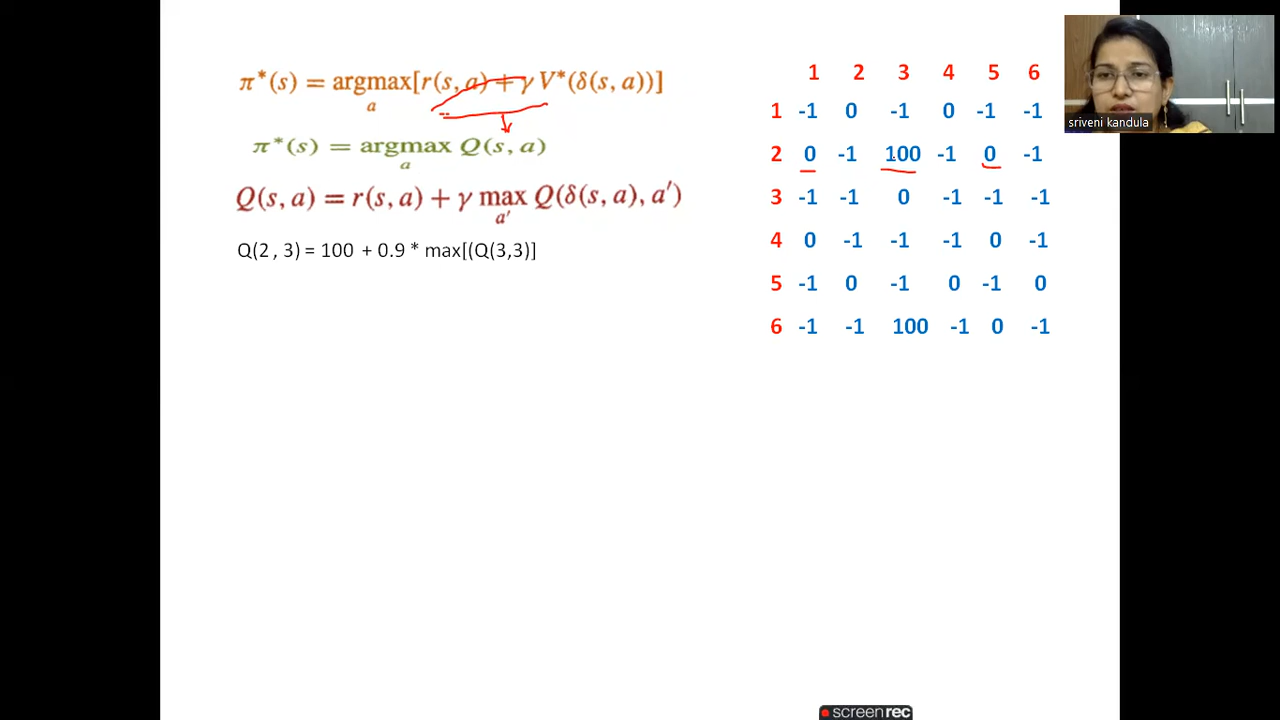 π*(s) = argmax[r(s, a) + γ V*(δ(s, a))]
a
π*(s) = argmax Q(s, a)
a
Q(s, a) = r(s, a) + γ max Q(δ(s, a), a')
a'
Q(2 , 3) = 100 + 0.9 * max[(Q(3,3)]
1 2 3 4 5 6
1 -1 0 -1 0 -1 -1
2 0 -1 100 -1 0 -1
3 -1 -1 0 -1 -1 -1
4 0 -1 -1 -1 0 -1
5 -1 0 -1 0 -1 0
6 -1 -1 100 -1 0 -1
sriveni kandula
screenrec